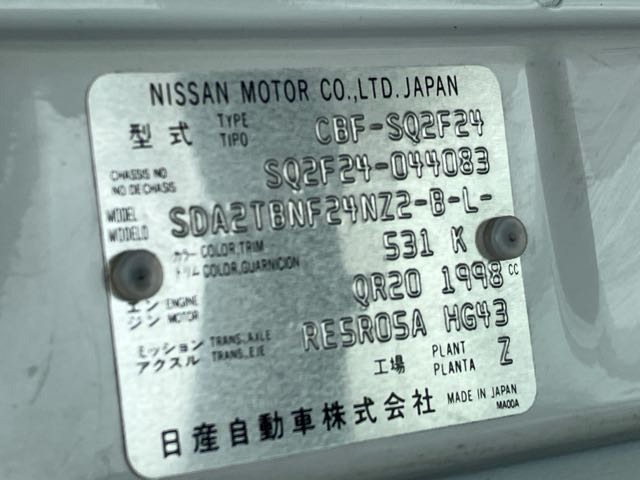 NISSAN MOTOR CO.,LTD. JAPAN
型式 TYPE TIPO CBF-SQ2F24
CHASSIS NO NO DE CHASIS SQ2F24-044083
MODEL MODELO SDA2TBNF24NZ2-B-L-
カラー トリム COLOR,TRIM COLOR,GUARNICION 531 K
エンジン ENGINE MOTOR QR20 1998 CC
ミッション アクスル TRANS.,AXLE TRANS.,EJE RE5R05A HG43
工場 PLANT PLANTA Z
日産自動車株式会社 MADE IN JAPAN
MA00A